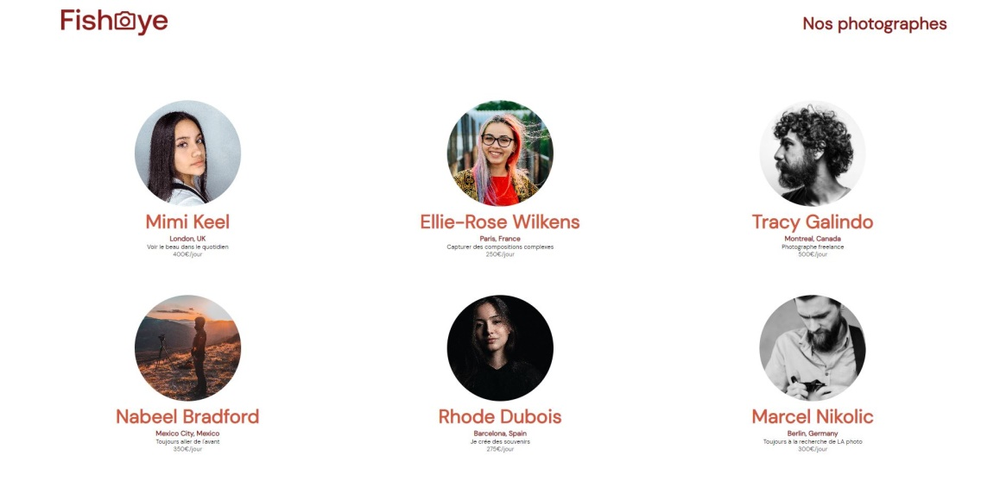 Fisheye
Nos photographes
Mimi Keel
London, UK
Voir le beau dans le quotidien
400€/jour
Ellie-Rose Wilkens
Paris, France
Capturer des compositions complexes
250€/jour
Tracy Galindo
Montreal, Canada
Photographe freelance
500€/jour
Nabeel Bradford
Mexico City, Mexico
Toujours aller de l'avant
350€/jour
Rhode Dubois
Barcelona, Spain
Je crée des souvenirs
275€/jour
Marcel Nikolic
Berlin, Germany
Toujours à la recherche de LA photo
300€/jour